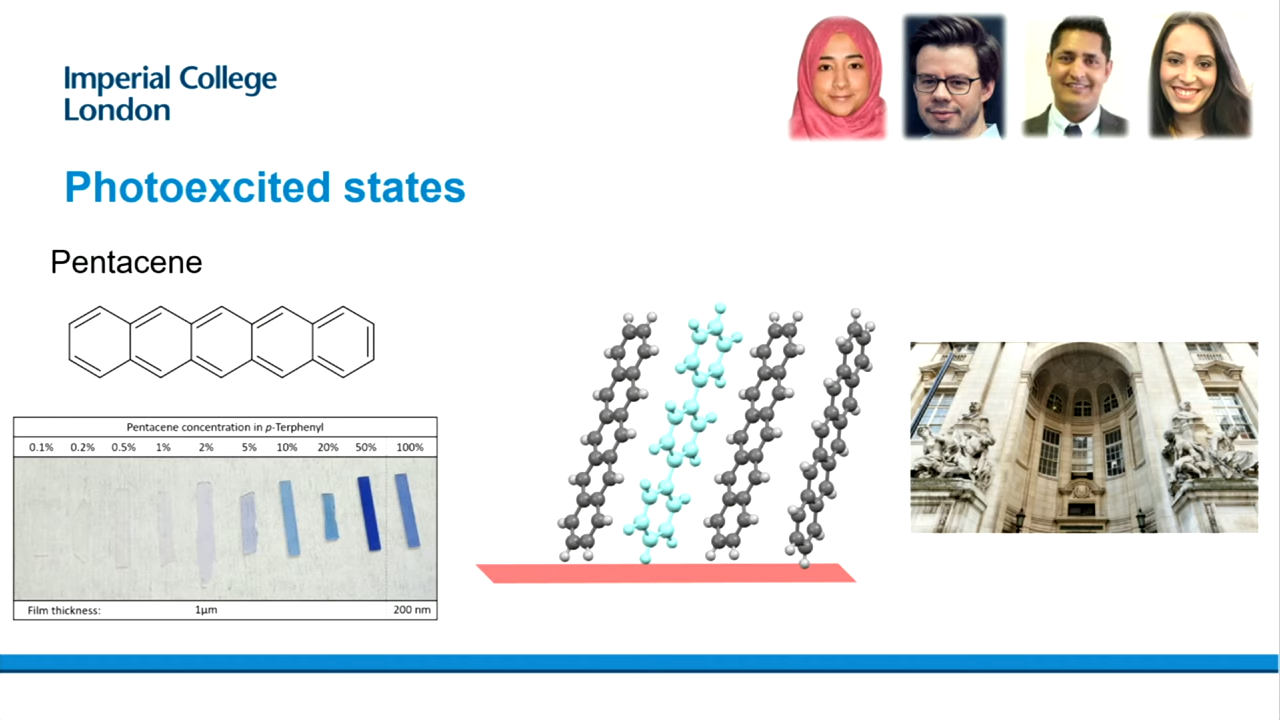 Imperial College
London
Photoexcited states
Pentacene
Pentacene concentration in p-Terphenyl
0.1% 0.2% 0.5% 1% 2% 5% 10% 20% 50% 100%
Film thickness: 1µm 200 nm